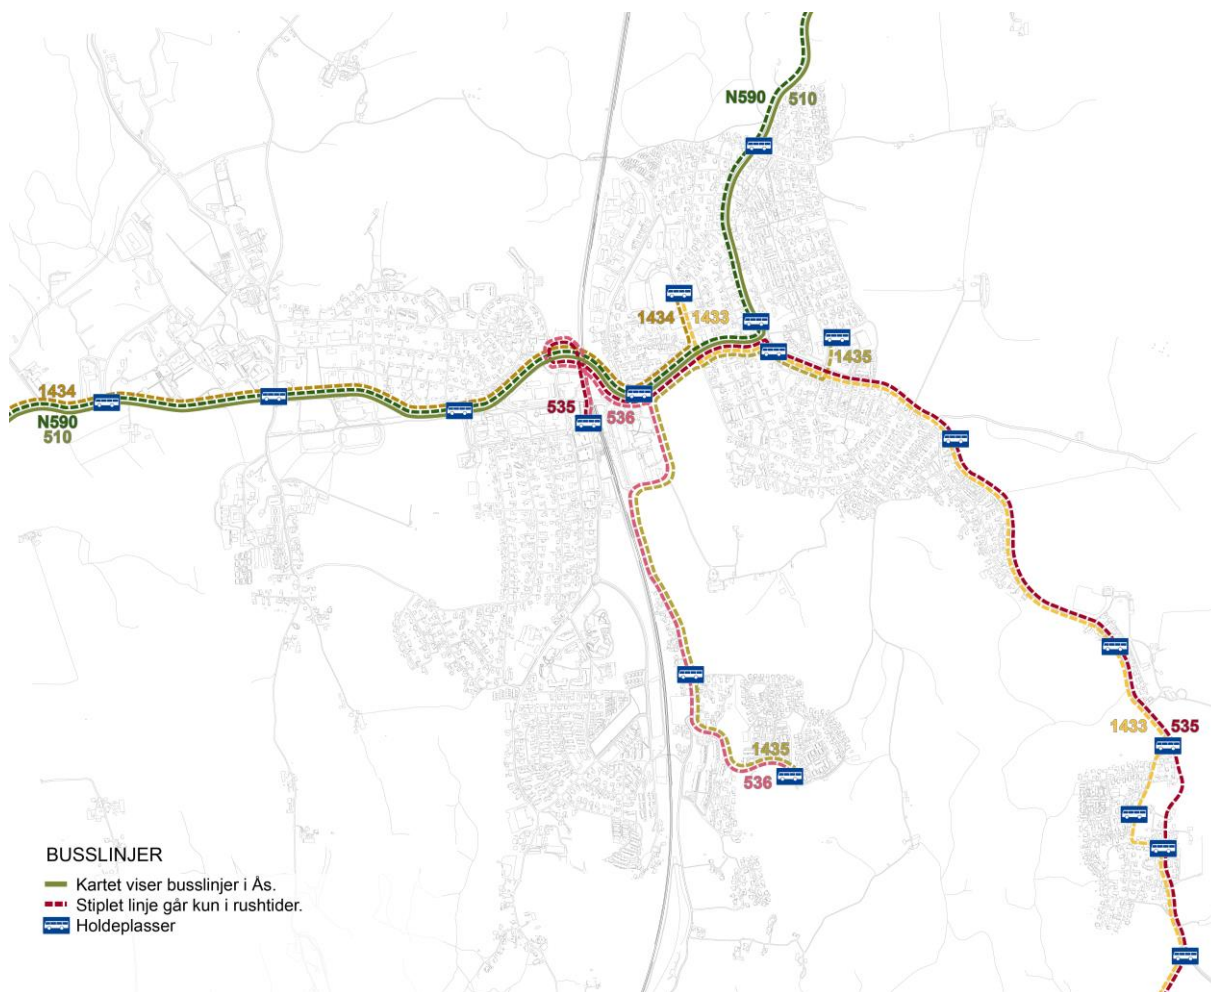 N590 510
1434 1433
1435
1434
N590
510
535
536
1433 535
1435
536
BUSSLINJER
Kartet viser busslinjer i Ås.
Stiplet linje går kun i rushtider.
Holdeplasser